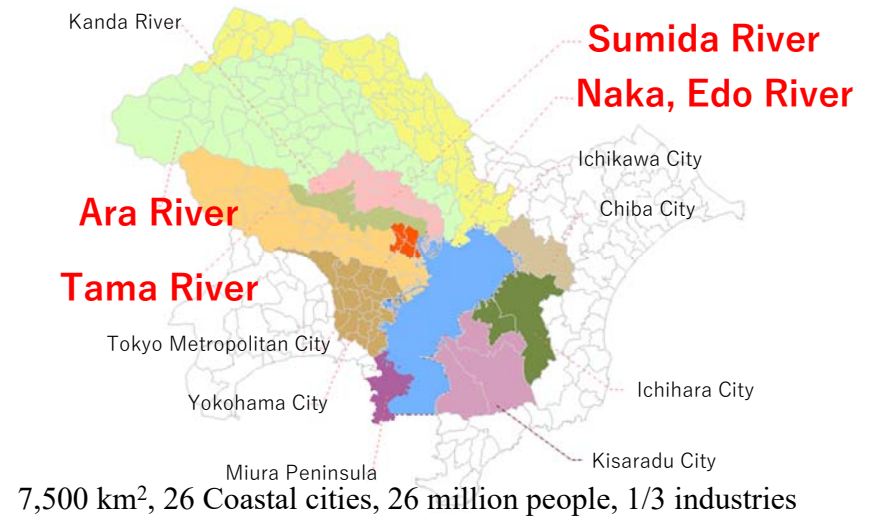 Kanda River
Sumida River
Naka, Edo River
Ichikawa City
Chiba City
Ara River
Tama River
Tokyo Metropolitan City
Ichihara City
Yokohama City
Kisaradu City
Miura Peninsula
7,500 km², 26 Coastal cities, 26 million people, 1/3 industries